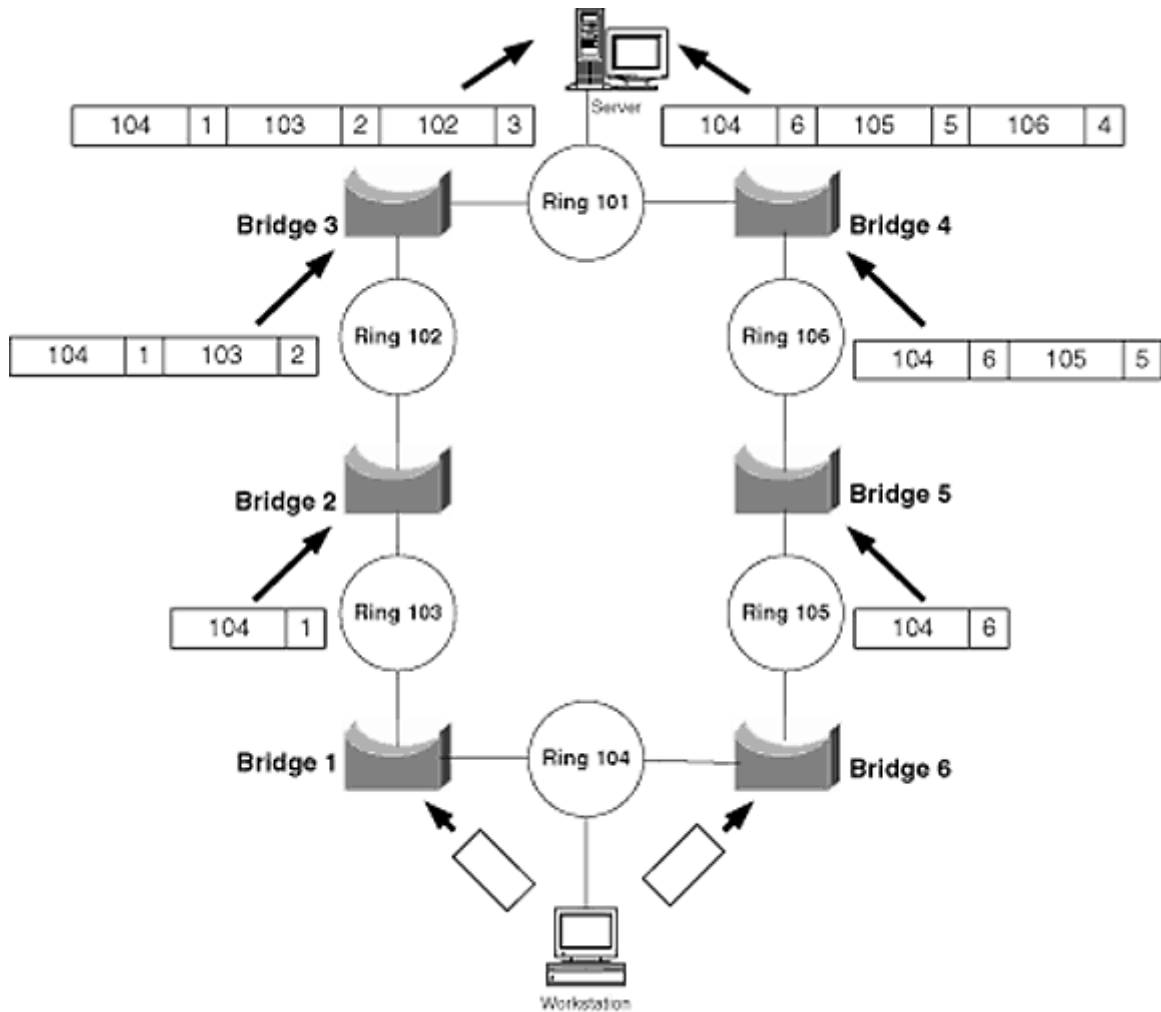 Server
104 1 103 2 102 3
104 6 105 5 106 4
Ring 101
Bridge 3
Bridge 4
Ring 102
Ring 106
104 1 103 2
104 6 105 5
Bridge 2
Bridge 5
Ring 103
Ring 105
104 1
104 6
Ring 104
Bridge 1
Bridge 6
Workstation